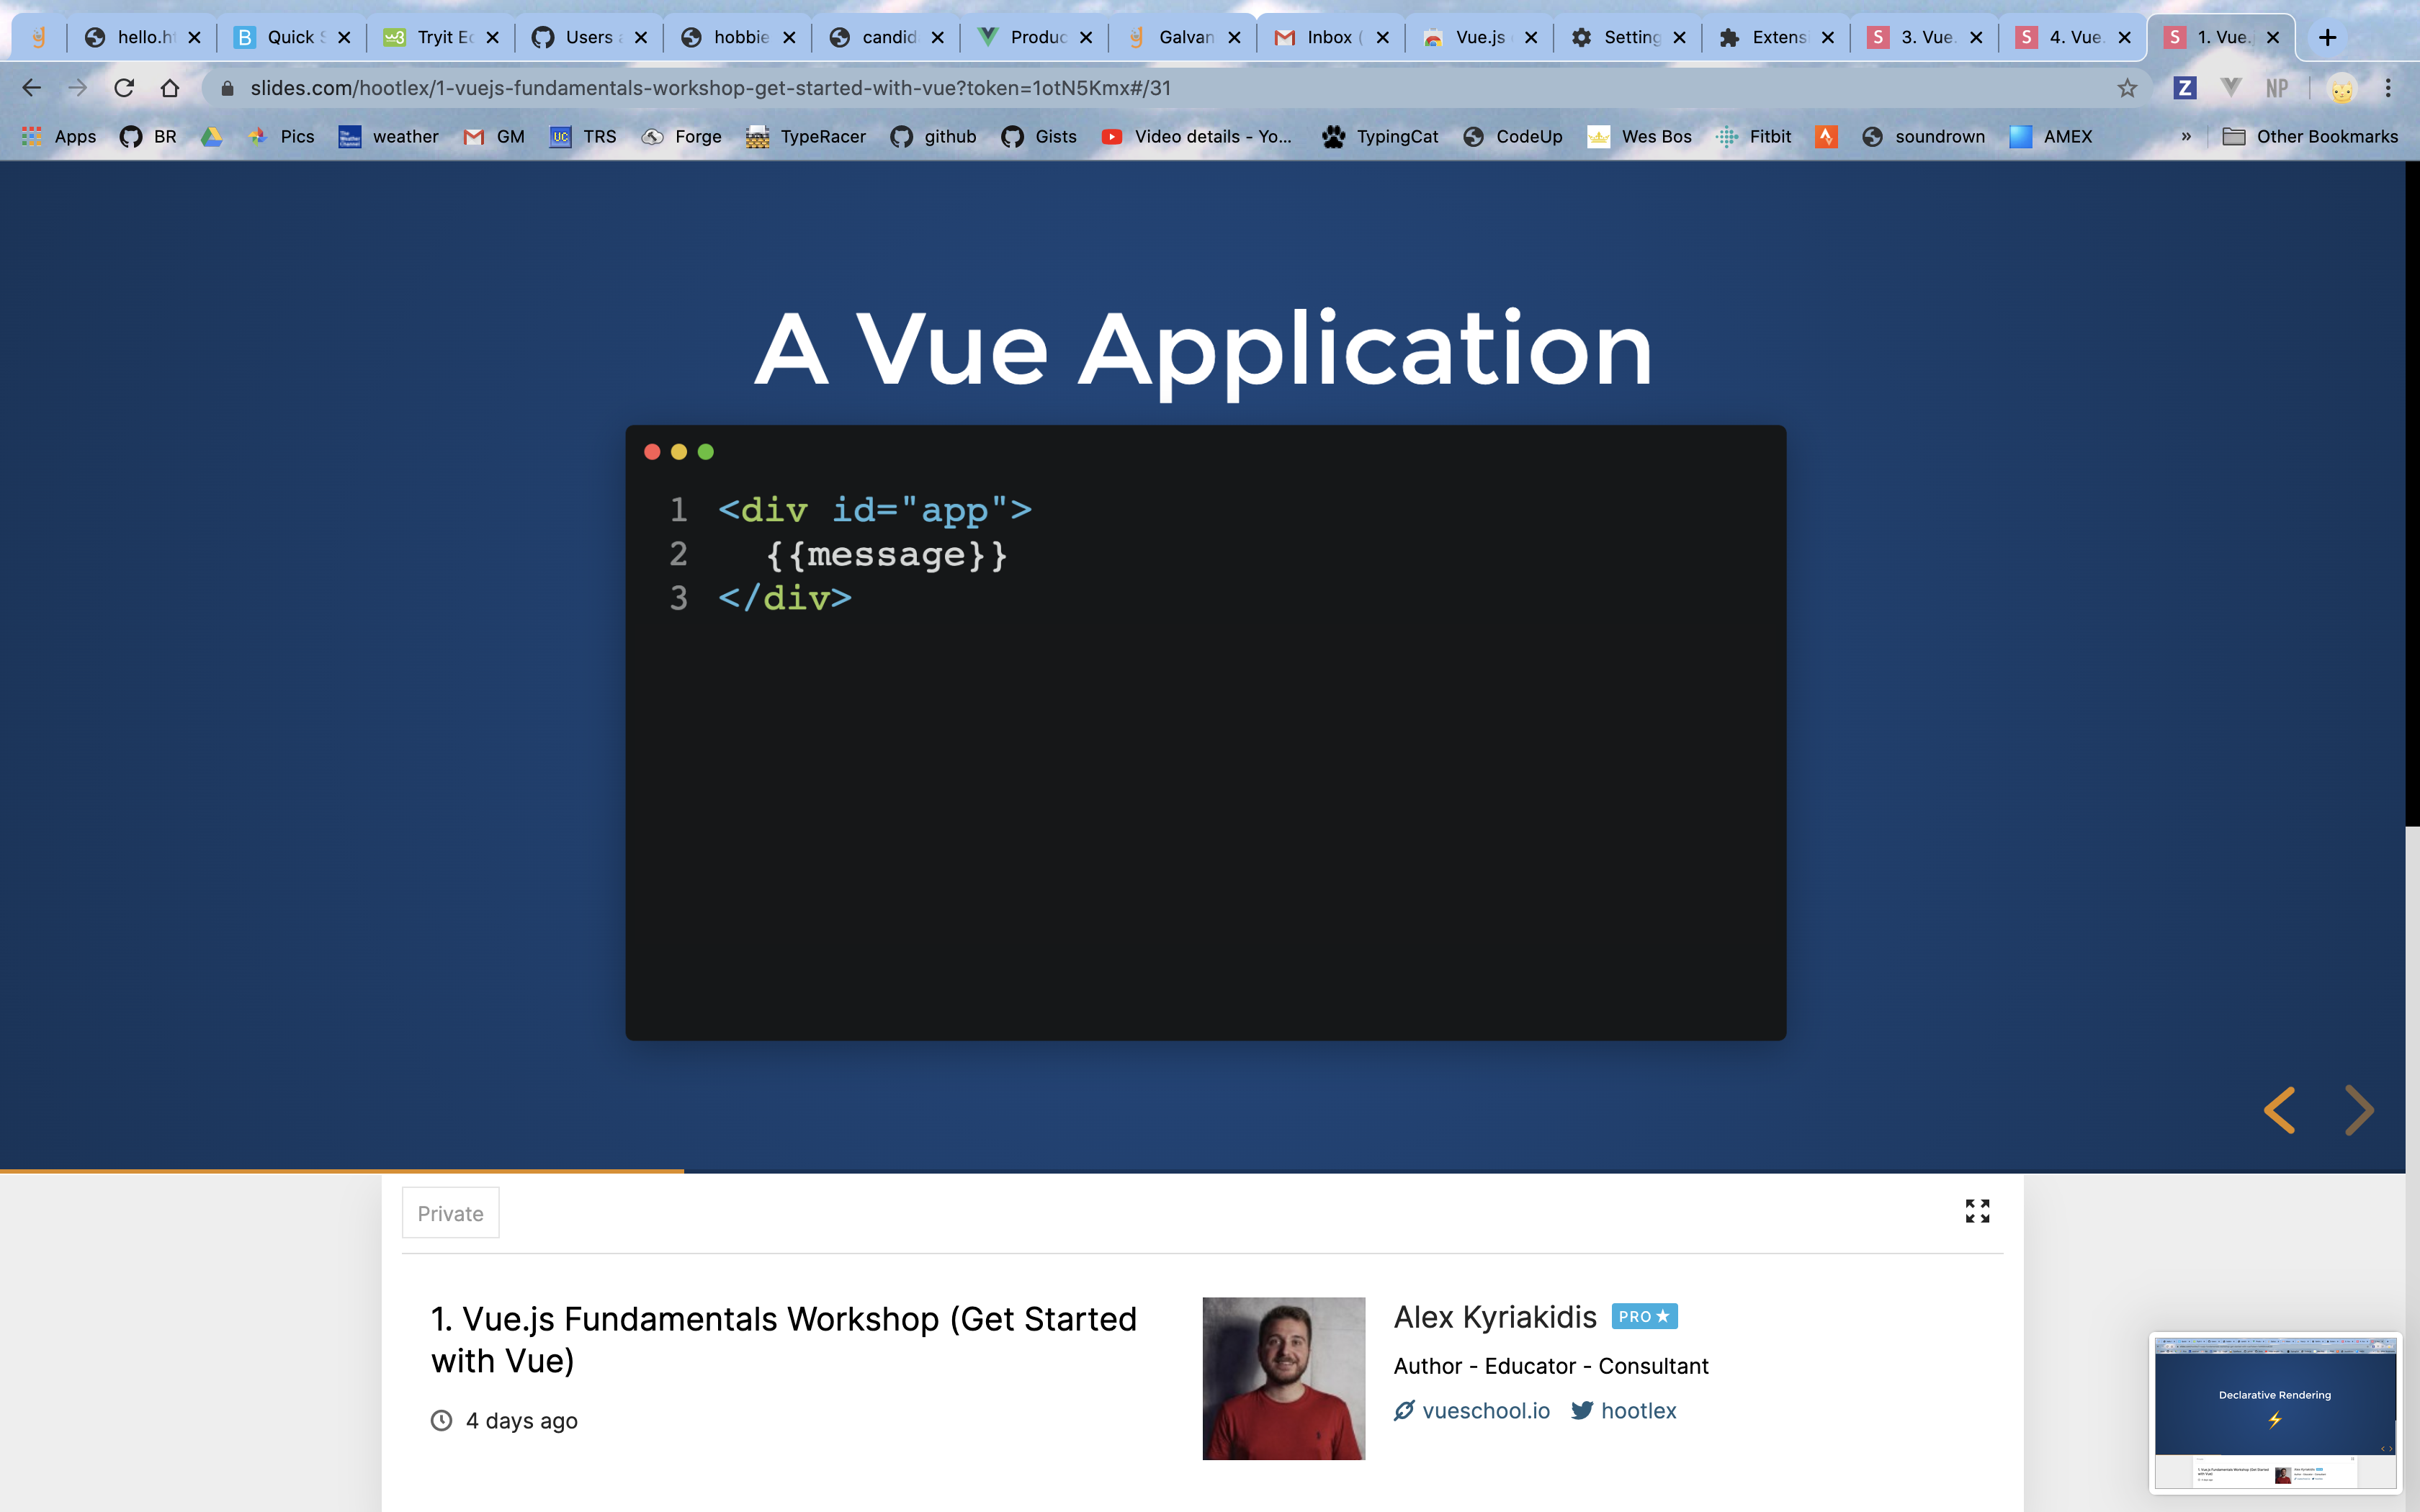 hello.ht
Quick S
Tryit Ed
Users a
hobbie
candid
Produc
Galvan
Inbox (
Vue.js
Setting
Extensi
3. Vue.
4. Vue.
1. Vue.
slides.com/hootlex/1-vuejs-fundamentals-workshop-get-started-with-vue?token=1otN5Kmx#/31
Z NP
Apps BR Pics weather GM TRS Forge TypeRacer github Gists Video details - Yo... TypingCat CodeUp Wes Bos Fitbit soundrown AMEX » Other Bookmarks
A Vue Application
1 <div id="app">
2 {{message}}
3 </div>
Private
1. Vue.js Fundamentals Workshop (Get Started
with Vue)
4 days ago
Alex Kyriakidis PRO
Author - Educator - Consultant
vueschool.io hootlex
Declarative Rendering